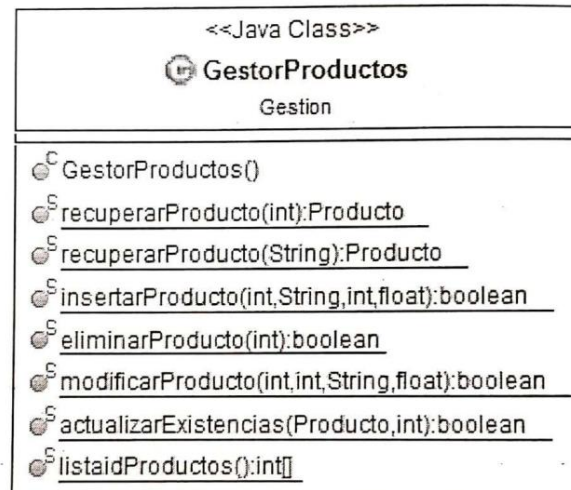 <<Java Class>>
GestorProductos
Gestion
C GestorProductos()
S recuperarProducto(int):Producto
S recuperarProducto(String):Producto
S insertarProducto(int,String,int,float):boolean
S eliminarProducto(int):boolean
S modificarProducto(int,int,String,float):boolean
S actualizarExistencias(Producto,int):boolean
S listaidProductos():int[]